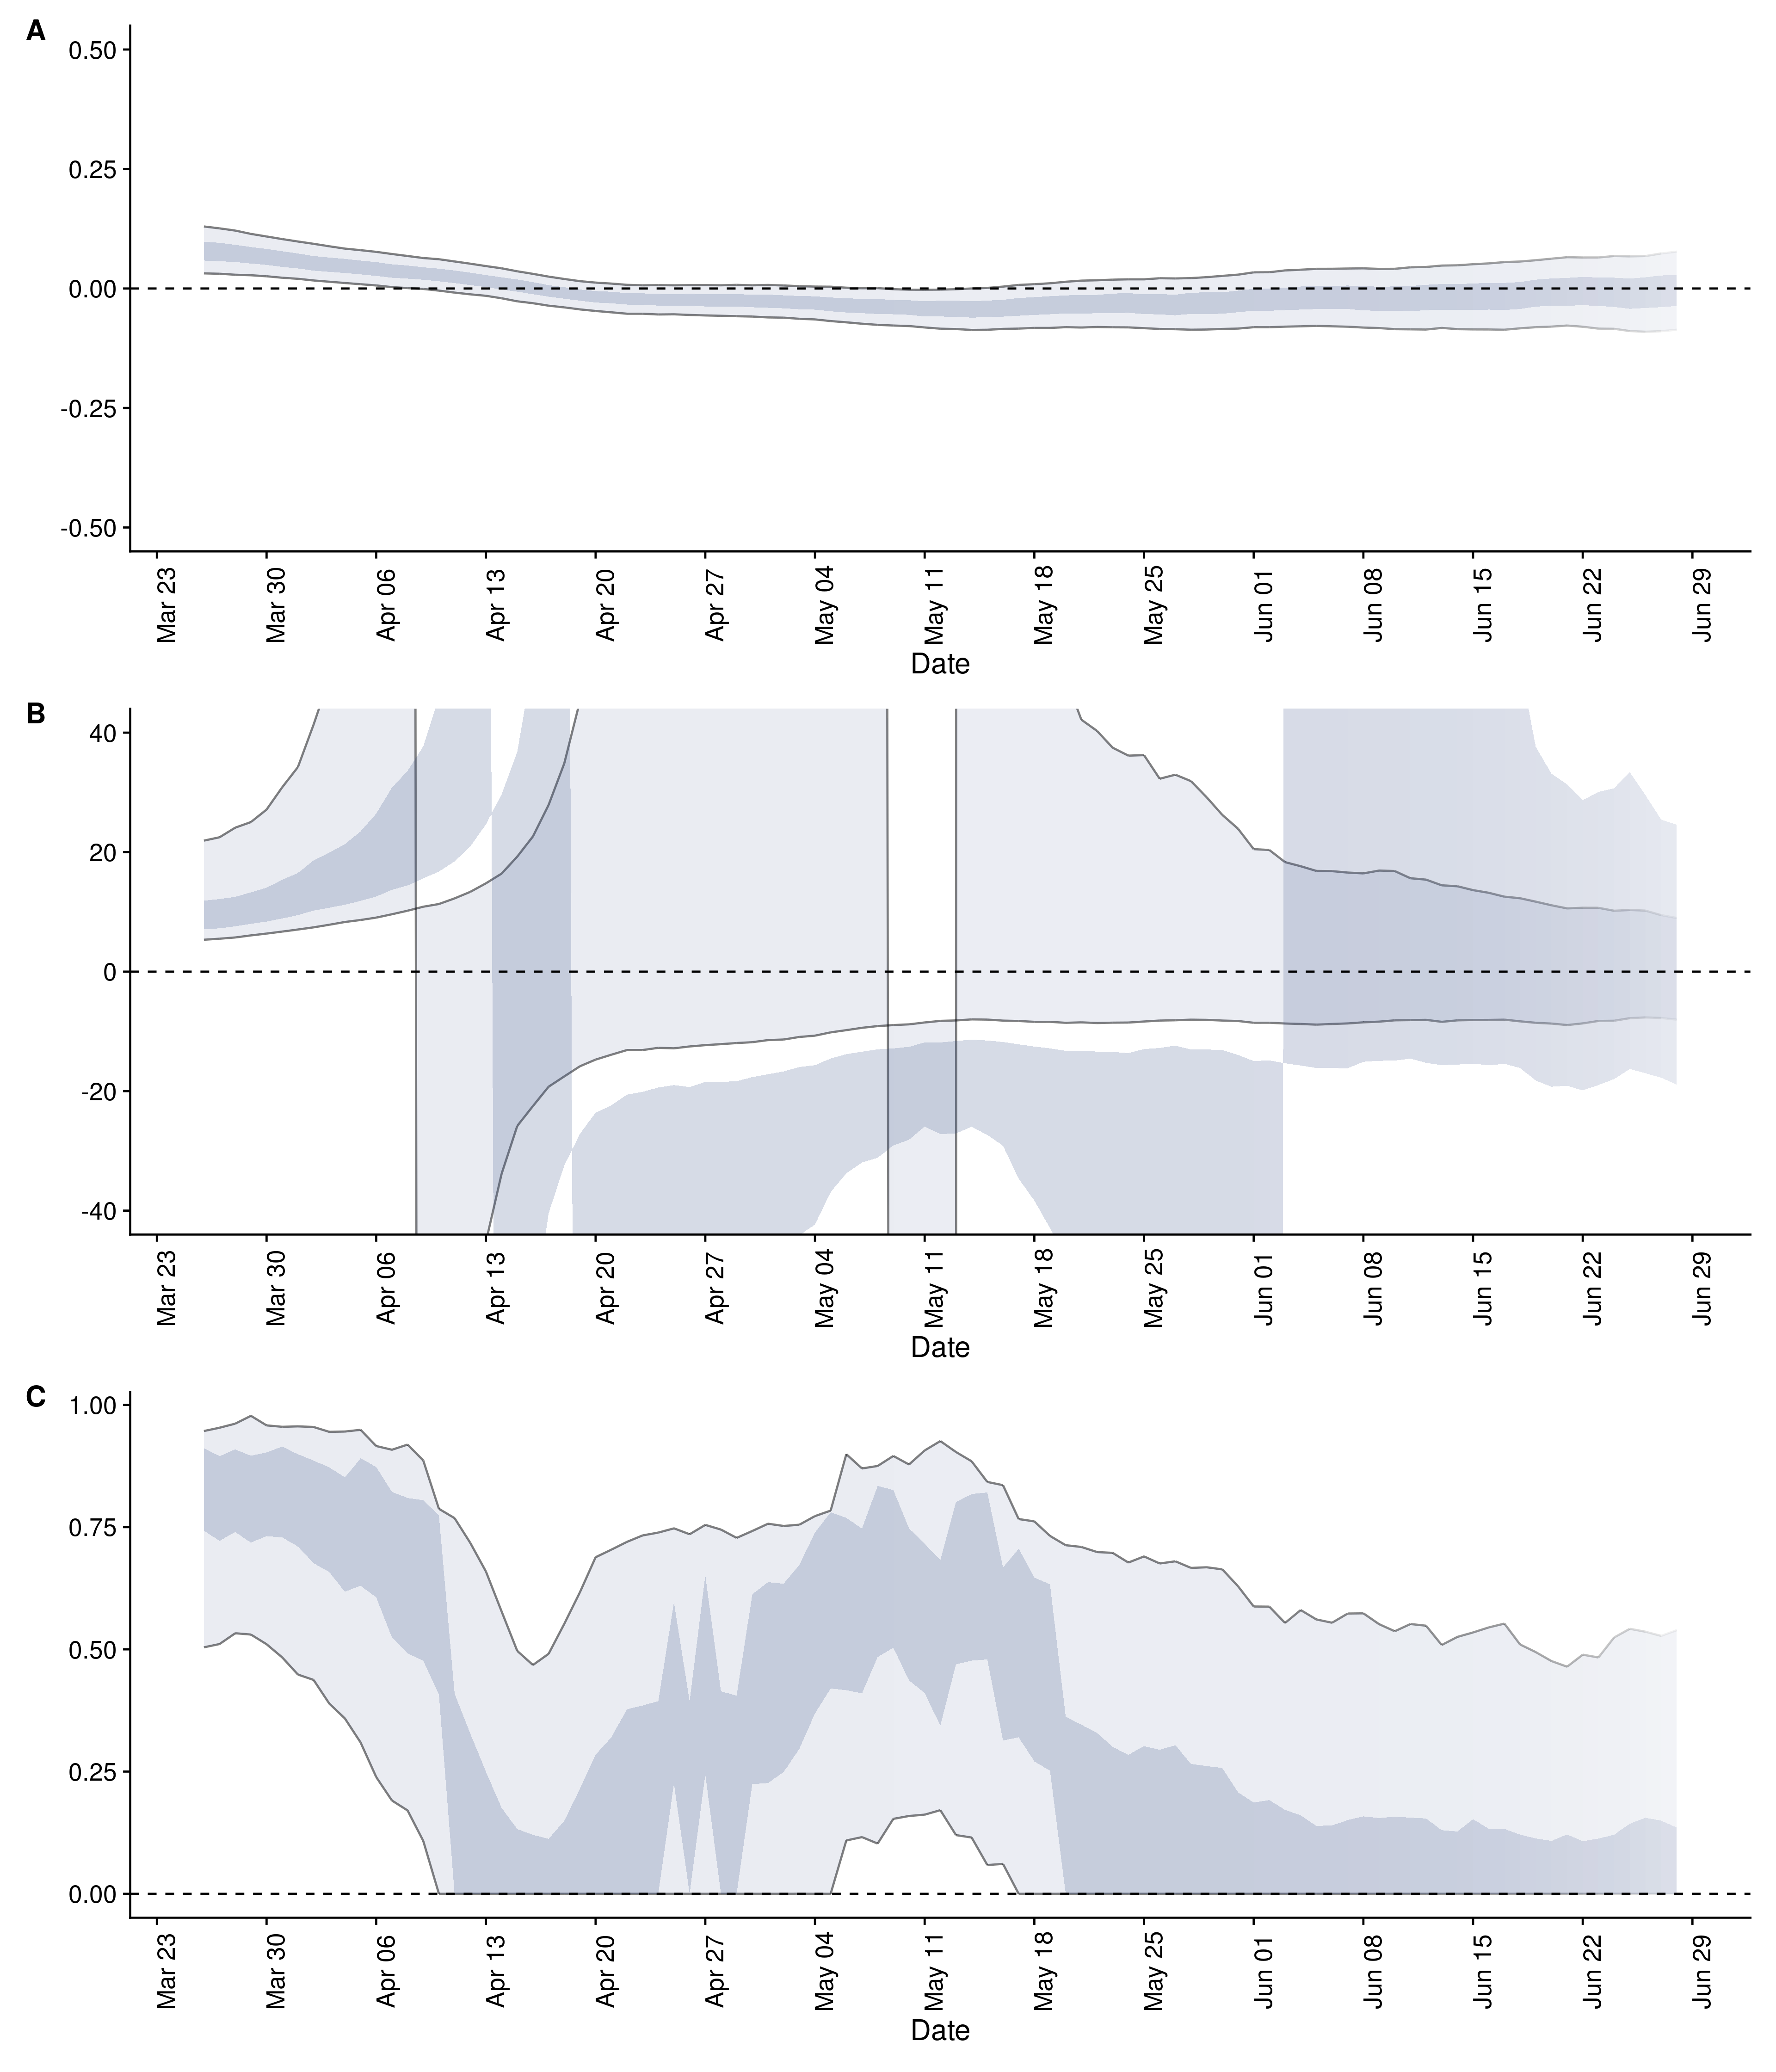 A
0.50
0.25
0.00
-0.25
-0.50
Mar 23
Mar 30
Apr 06
Apr 13
Apr 20
Apr 27
May 04
May 11
May 18
May 25
Jun 01
Jun 08
Jun 15
Jun 22
Jun 29
Date
B
40
20
0
-20
-40
Mar 23
Mar 30
Apr 06
Apr 13
Apr 20
Apr 27
May 04
May 11
May 18
May 25
Jun 01
Jun 08
Jun 15
Jun 22
Jun 29
Date
C
1.00
0.75
0.50
0.25
0.00
Mar 23
Mar 30
Apr 06
Apr 13
Apr 20
Apr 27
May 04
May 11
May 18
May 25
Jun 01
Jun 08
Jun 15
Jun 22
Jun 29
Date